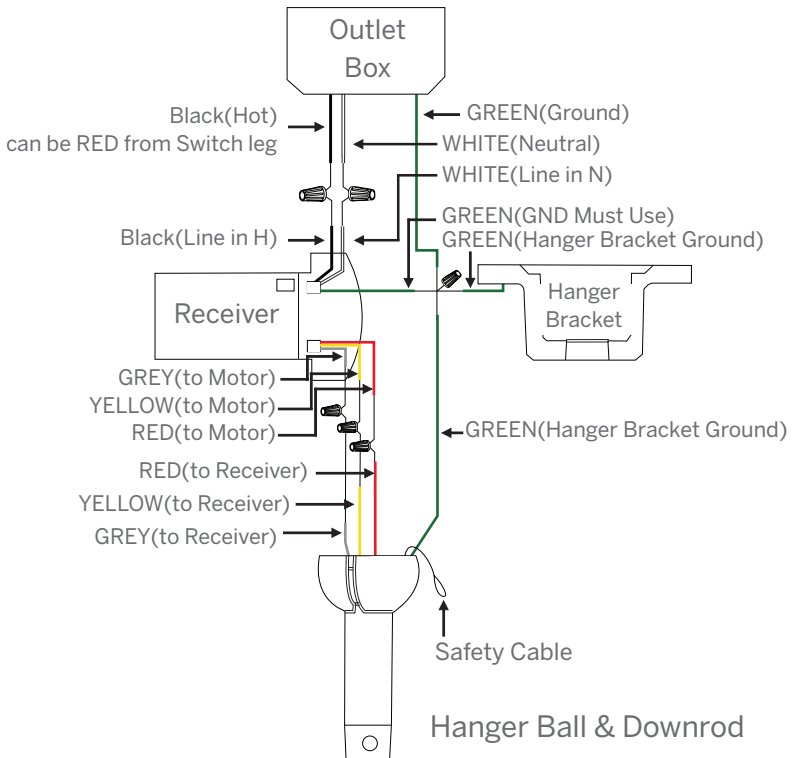 Outlet
Box
Black(Hot)
can be RED from Switch leg
GREEN(Ground)
WHITE(Neutral)
WHITE(Line in N)
GREEN(GND Must Use)
Black(Line in H)
GREEN(Hanger Bracket Ground)
Receiver
Hanger
Bracket
GREY(to Motor)
YELLOW(to Motor)
RED(to Motor)
GREEN(Hanger Bracket Ground)
RED(to Receiver)
YELLOW(to Receiver)
GREY(to Receiver)
Safety Cable
Hanger Ball & Downrod